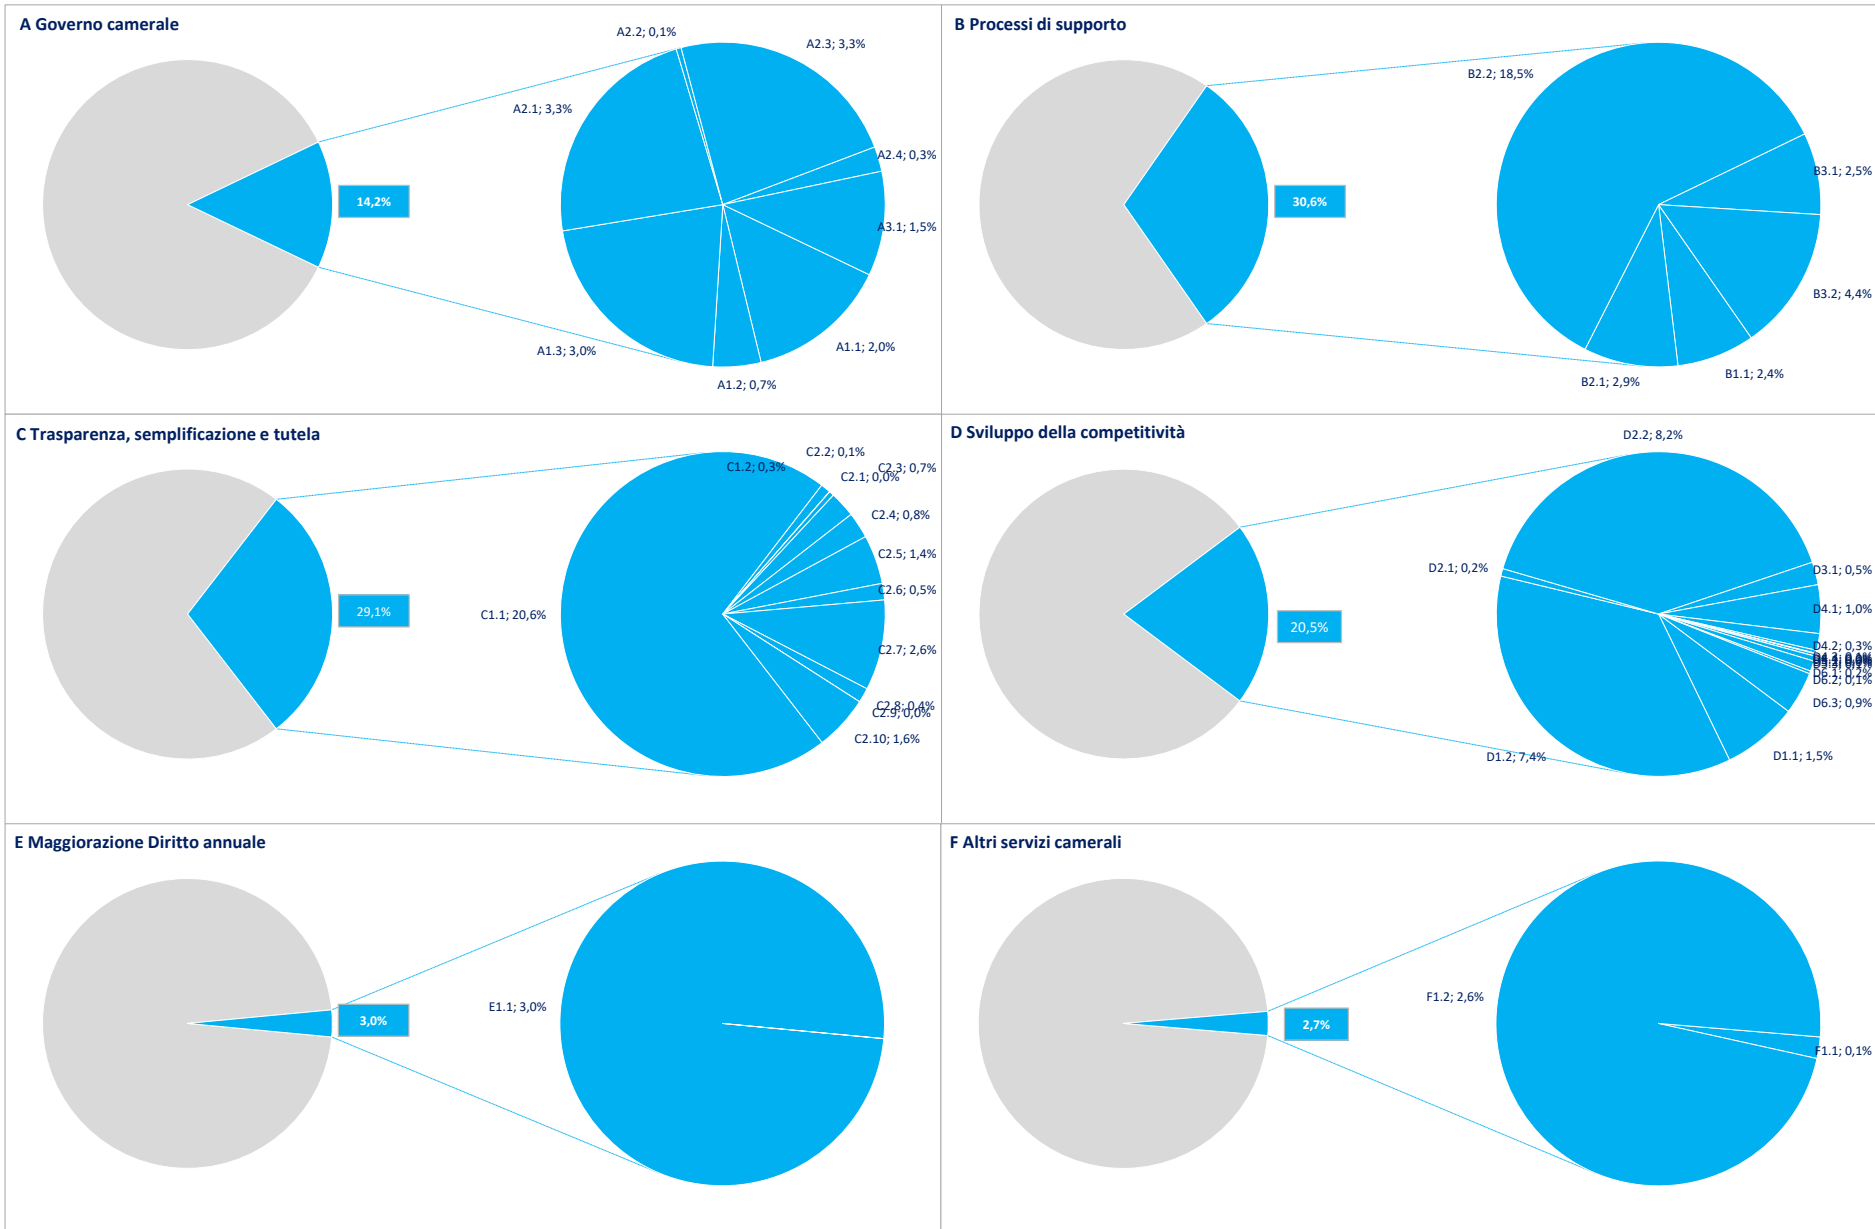 A Governo camerale
14,2%
A2.2; 0,1%
A2.3; 3,3%
A2.1; 3,3%
A2.4; 0,3%
A3.1; 1,5%
A1.3; 3,0%
A1.1; 2,0%
A1.2; 0,7%
B Processi di supporto
30,6%
B2.2; 18,5%
B3.1; 2,5%
B3.2; 4,4%
B1.1; 2,4%
B2.1; 2,9%
C Trasparenza, semplificazione e tutela
29,1%
C1.1; 20,6%
C1.2; 0,3%
C2.2; 0,1%
C2.3; 0,7%
C2.1; 0,0%
C2.4; 0,8%
C2.5; 1,4%
C2.6; 0,5%
C2.7; 2,6%
C2.8; 0,4%
C2.9; 0,0%
C2.10; 1,6%
D Sviluppo della competitività
20,5%
D2.2; 8,2%
D2.1; 0,2%
D3.1; 0,5%
D4.1; 1,0%
D4.2; 0,3%
D6.1; 0,2%
D6.2; 0,1%
D6.3; 0,9%
D1.1; 1,5%
D1.2; 7,4%
E Maggiorazione Diritto annuale
3,0%
E1.1; 3,0%
F Altri servizi camerali
2,7%
F1.2; 2,6%
F1.1; 0,1%